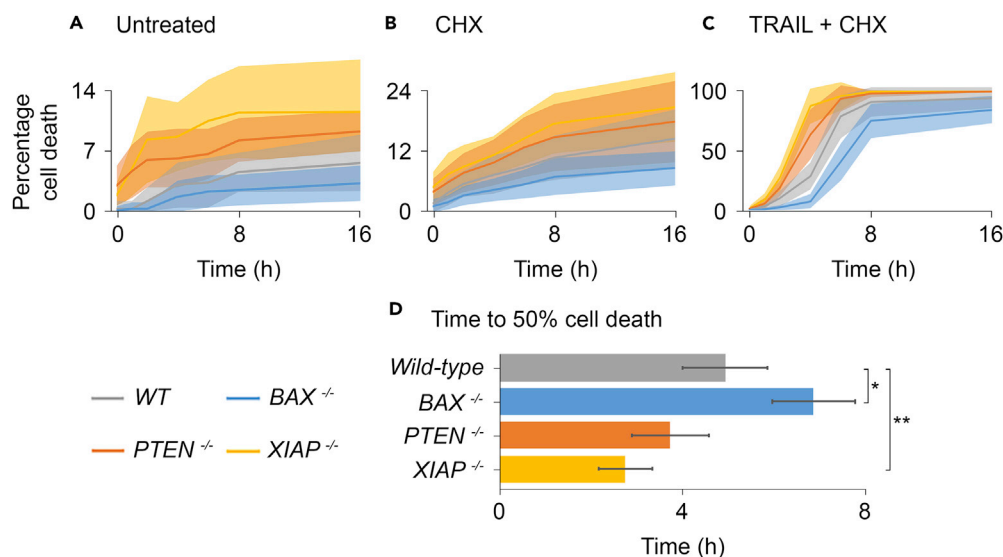 A Untreated
B CHX
C TRAIL + CHX
Percentage
cell death
14
7
0
0 8 16
Time (h)
24
12
0
0 8 16
Time (h)
100
50
0
0 8 16
Time (h)
D Time to 50% cell death
Wild-type
BAX -/-
PTEN -/-
XIAP -/-
*
**
0 4 8
Time (h)
WT BAX -/-
PTEN -/- XIAP -/-